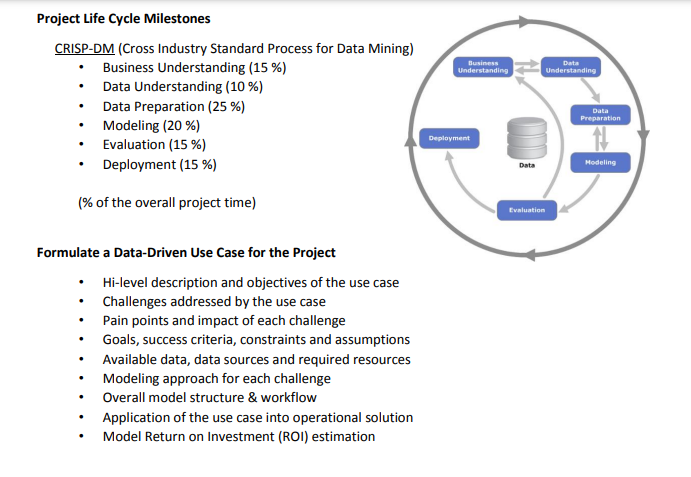 Project Life Cycle Milestones
CRISP-DM (Cross Industry Standard Process for Data Mining)
• Business Understanding (15 %)
• Data Understanding (10 %)
• Data Preparation (25 %)
• Modeling (20 %)
• Evaluation (15 %)
• Deployment (15 %)
(% of the overall project time)
Business
Understanding
Data
Understanding
Data
Preparation
Deployment
Data
Modeling
Evaluation
Formulate a Data-Driven Use Case for the Project
• Hi-level description and objectives of the use case
• Challenges addressed by the use case
• Pain points and impact of each challenge
• Goals, success criteria, constraints and assumptions
• Available data, data sources and required resources
• Modeling approach for each challenge
• Overall model structure & workflow
• Application of the use case into operational solution
• Model Return on Investment (ROI) estimation